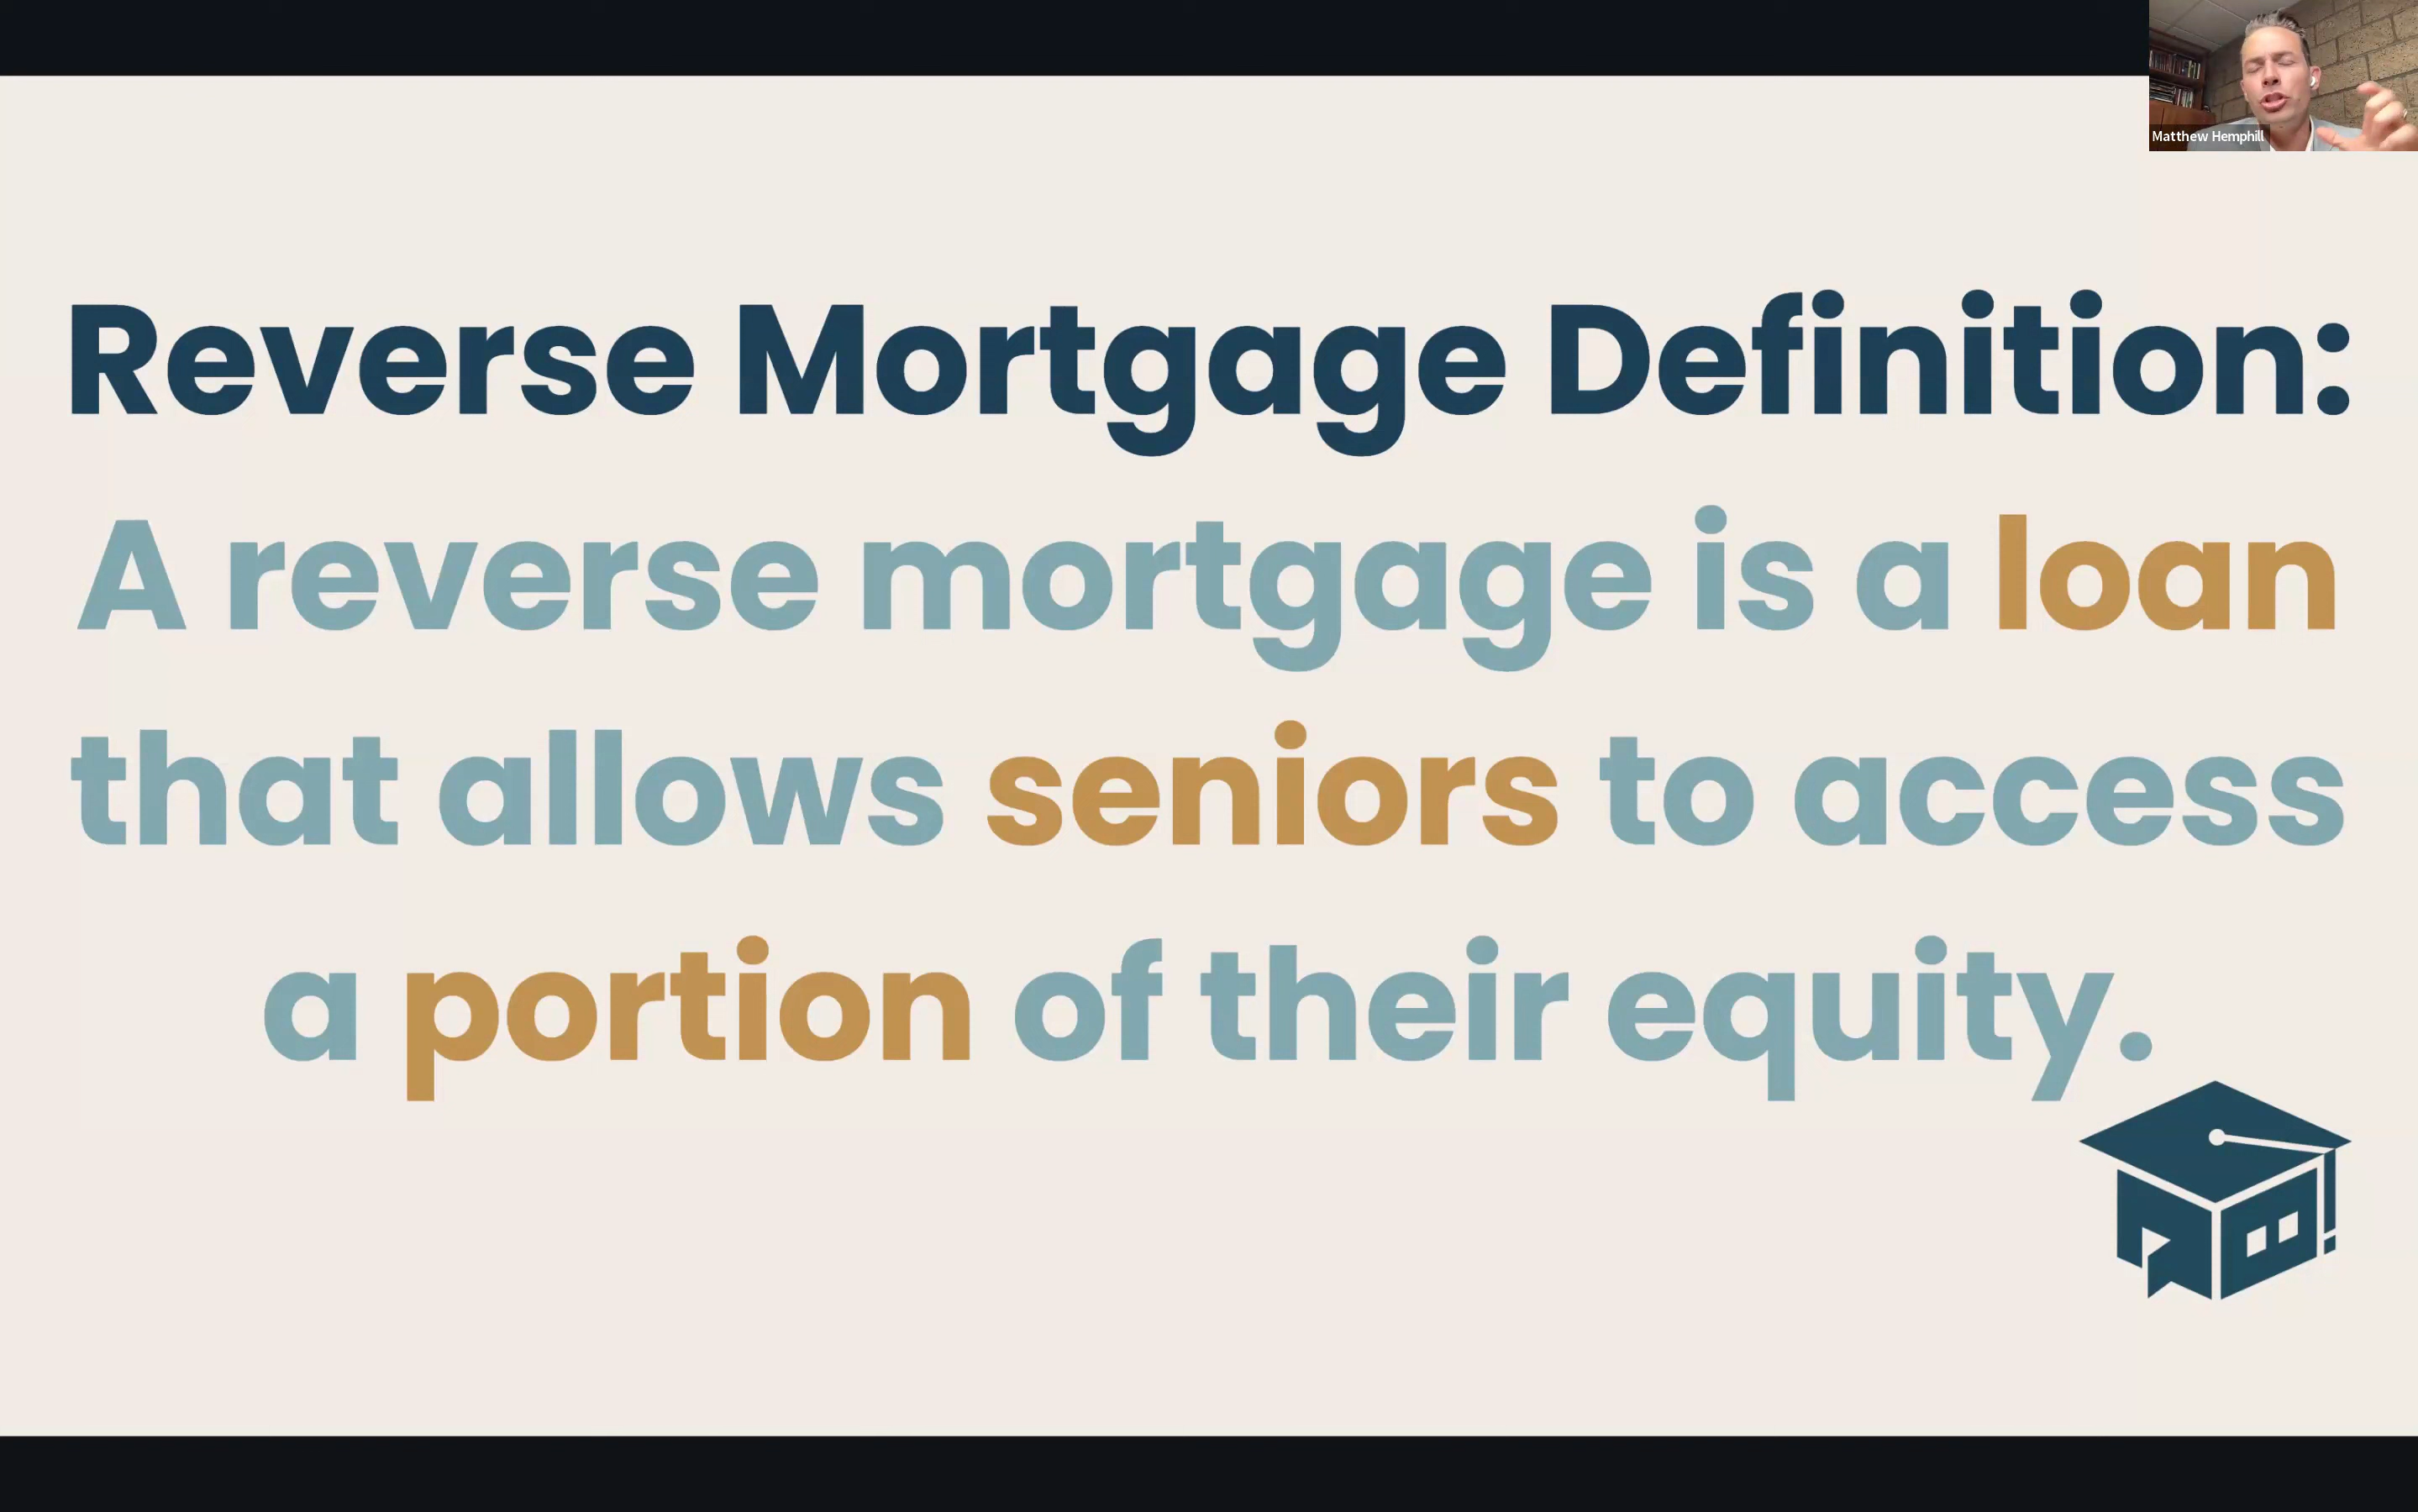 Matthew Hemphill
Reverse Mortgage Definition:
A reverse mortgage is a loan
that allows seniors to access
a portion of their equity.